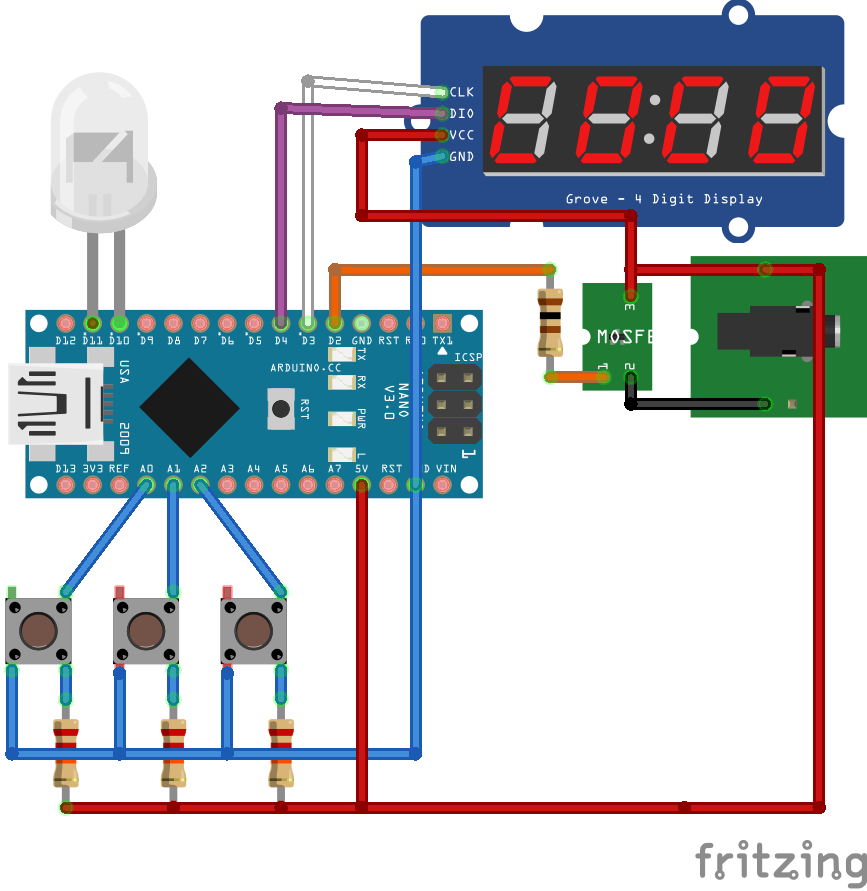 CLK
DIO
VCC
GND
Grove - 4 Digit Display
D12 D11 D10 D9 D8 D7 D6 D5 D4 D3 D2 GND RST TX1
TX
RX
PWR
L
ARDUINO.CC
ICSP
USA
2009
RST
NANO
V3.0
1
D13 3V3 REF A0 A1 A2 A3 A4 A5 A6 A7 5V RST VIN
3
MOSFE
1
2
fritzing